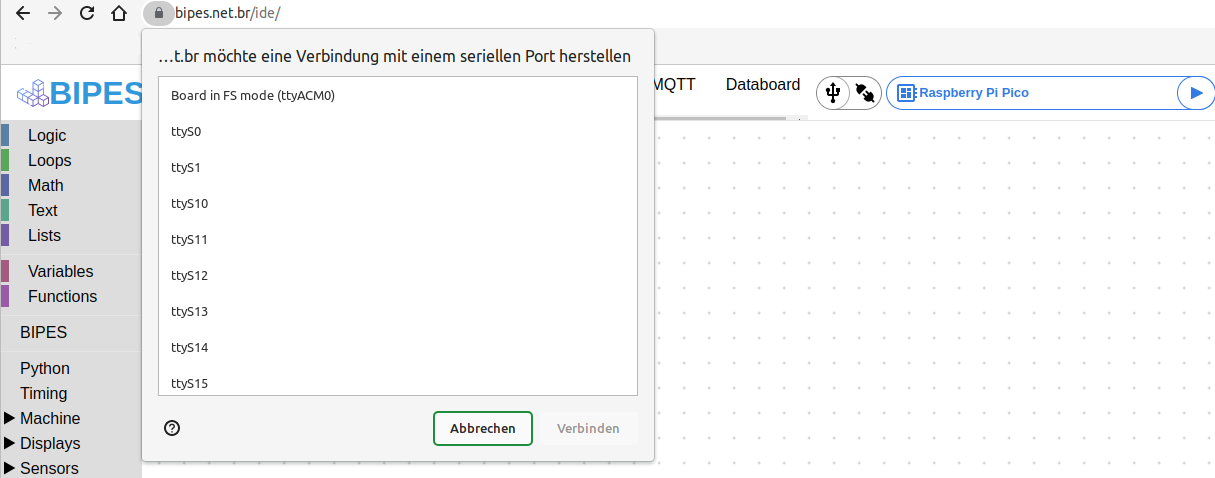 bipes.net.br/ide/
…t.br möchte eine Verbindung mit einem seriellen Port herstellen
Board in FS mode (ttyACM0)
ttyS0
ttyS1
ttyS10
ttyS11
ttyS12
ttyS13
ttyS14
ttyS15
Abbrechen
Verbinden
BIPES
MQTT
Databoard
Raspberry Pi Pico
Logic
Loops
Math
Text
Lists
Variables
Functions
BIPES
Python
Timing
Machine
Displays
Sensors